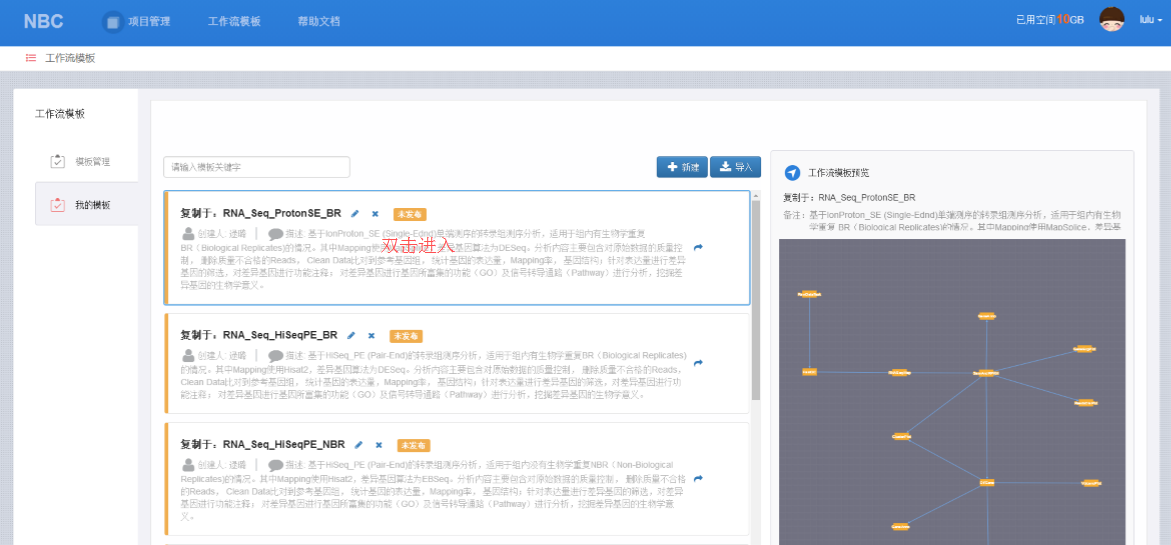 NBC
项目管理
工作流模板
帮助文档
已用空间10GB
lulu
工作流模板
工作流模板
模板管理
我的模板
请输入模板关键字
新建
导入
复制于：RNA_Seq_ProtonSE_BR
未发布
创建人: 逯璐 | 描述: 基于IonProton_SE (Single-Ednd)单端测序的转录组测序分析，适用于组内有生物学重复
BR（Biological Replicates)的情况。其中Mapping使用 差异基因算法为DESeq。分析内容主要包含对原始数据的质量控
双击进入
制， 删除质量不合格的Reads， Clean Data比对到参考基因组， 统计基因的表达量，Mapping率， 基因结构；针对表达量进行差异
基因的筛选，对差异基因进行功能注释； 对差异基因进行基因所富集的功能（GO）及信号转导通路（Pathway）进行分析，挖掘差
异基因的生物学意义。
复制于：RNA_Seq_HiSeqPE_BR
未发布
创建人: 逯璐 | 描述: 基于HiSeq_PE (Pair-End)的转录组测序分析，适用于组内有生物学重复BR（Biological Replicates)
的情况。其中Mapping使用Hisat2，差异基因算法为DESeq。分析内容主要包含对原始数据的质量控制， 删除质量不合格的Reads，
Clean Data比对到参考基因组， 统计基因的表达量，Mapping率， 基因结构；针对表达量进行差异基因的筛选，对差异基因进行功
能注释； 对差异基因进行基因所富集的功能（GO）及信号转导通路（Pathway）进行分析，挖掘差异基因的生物学意义。
复制于：RNA_Seq_HiSeqPE_NBR
未发布
创建人: 逯璐 | 描述: 基于HiSeq_PE (Pair-End)的转录组测序分析，适用于组内没有生物学重复NBR（Non-Biological
Replicates)的情况。其中Mapping使用Hisat2，差异基因算法为EBSeq。分析内容主要包含对原始数据的质量控制， 删除质量不合格
的Reads， Clean Data比对到参考基因组， 统计基因的表达量，Mapping率， 基因结构；针对表达量进行差异基因的筛选，对差异
基因进行功能注释； 对差异基因进行基因所富集的功能（GO）及信号转导通路（Pathway）进行分析，挖掘差异基因的生物学意
义。
工作流模板预览
复制于：RNA_Seq_ProtonSE_BR
备注：基于IonProton_SE (Single-Ednd)单端测序的转录组测序分析，适用于组内有生物
学重复 BR（Biological Replicates)的情况。其中Mapping使用MapSplice，差异基